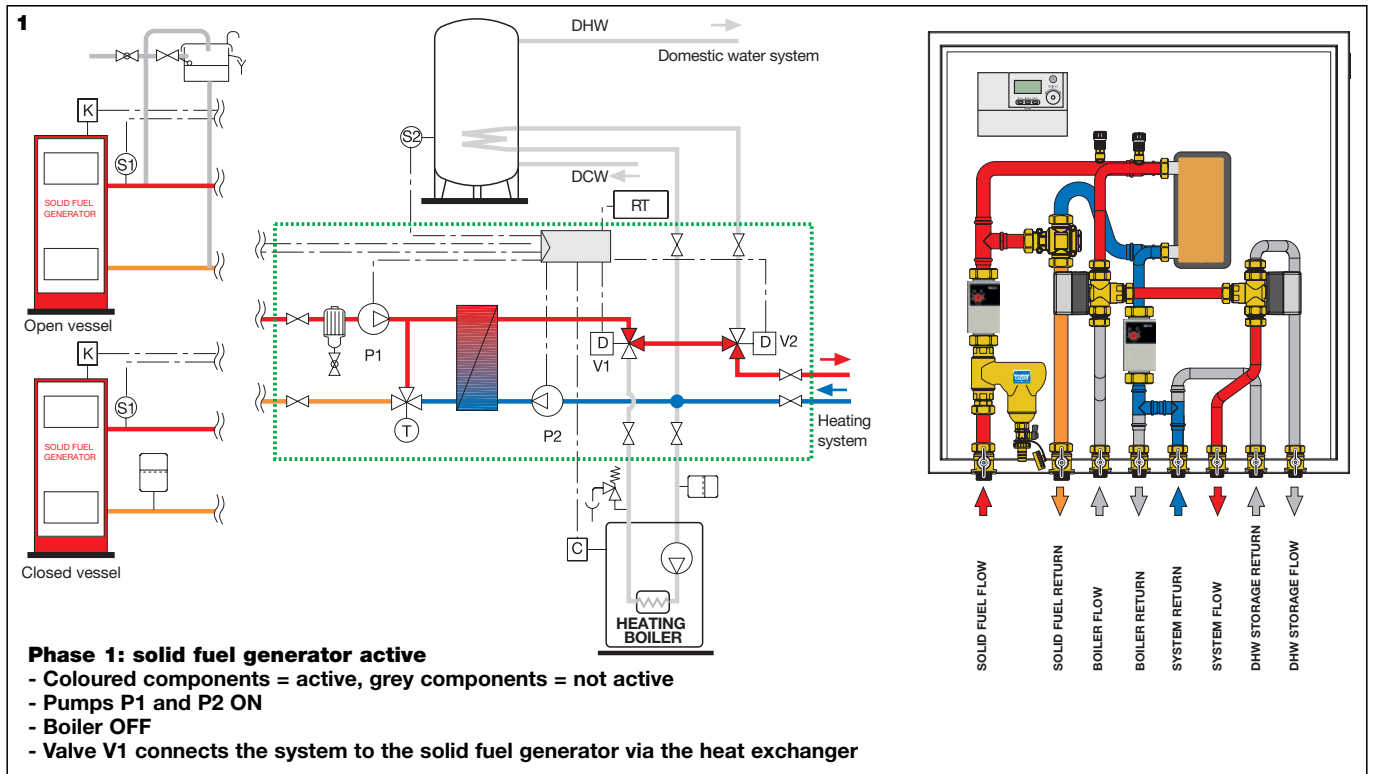 1
DHW
Domestic water system
K
S1
S2
SOLID FUEL
GENERATOR
DCW
RT
Open vessel
K
P1
D
V1
D
V2
S1
SOLID FUEL
GENERATOR
T
P2
Heating
system
C
Closed vessel
HEATING
BOILER
SOLID FUEL FLOW
SOLID FUEL RETURN
BOILER FLOW
BOILER RETURN
SYSTEM RETURN
SYSTEM FLOW
DHW STORAGE RETURN
DHW STORAGE FLOW
Phase 1: solid fuel generator active
- Coloured components = active, grey components = not active
- Pumps P1 and P2 ON
- Boiler OFF
- Valve V1 connects the system to the solid fuel generator via the heat exchanger